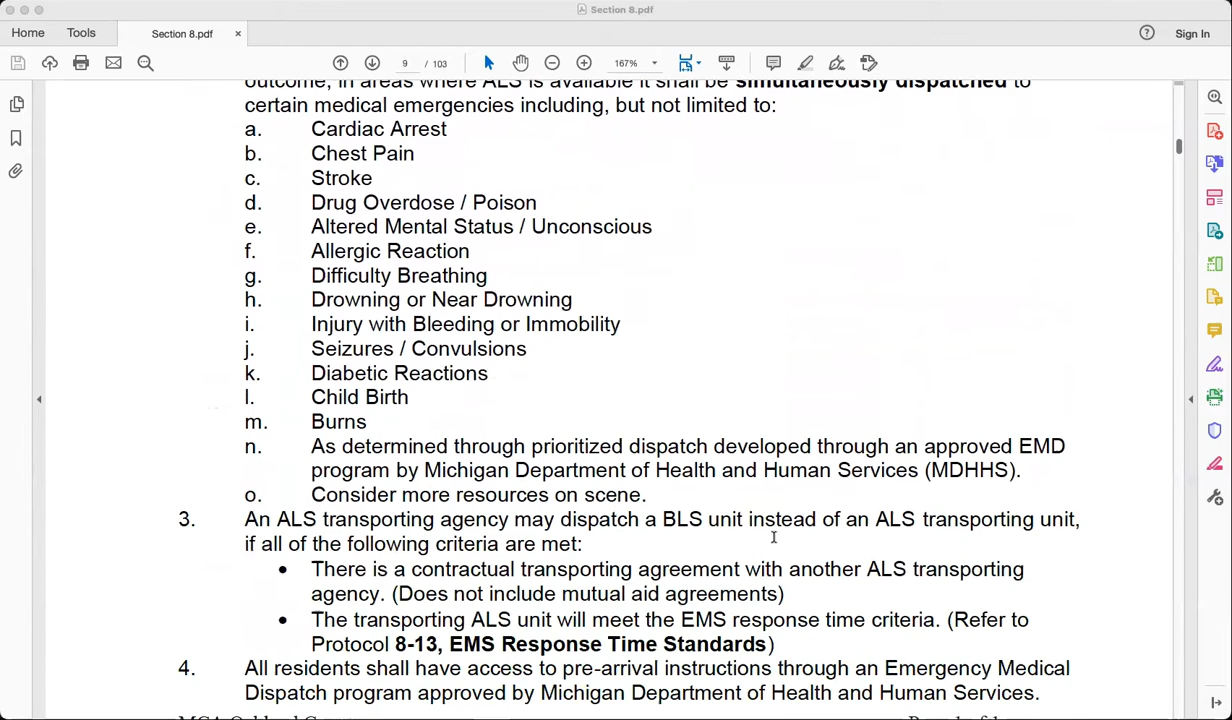 Section 8.pdf
Home Tools Section 8.pdf × Sign In
9 / 103 167%
outcome, in areas where ALS is available it shall be simultaneously dispatched to
certain medical emergencies including, but not limited to:
a. Cardiac Arrest
b. Chest Pain
c. Stroke
d. Drug Overdose / Poison
e. Altered Mental Status / Unconscious
f. Allergic Reaction
g. Difficulty Breathing
h. Drowning or Near Drowning
i. Injury with Bleeding or Immobility
j. Seizures / Convulsions
k. Diabetic Reactions
l. Child Birth
m. Burns
n. As determined through prioritized dispatch developed through an approved EMD
program by Michigan Department of Health and Human Services (MDHHS).
o. Consider more resources on scene.
3. An ALS transporting agency may dispatch a BLS unit instead of an ALS transporting unit,
if all of the following criteria are met:
• There is a contractual transporting agreement with another ALS transporting
agency. (Does not include mutual aid agreements)
• The transporting ALS unit will meet the EMS response time criteria. (Refer to
Protocol 8-13, EMS Response Time Standards)
4. All residents shall have access to pre-arrival instructions through an Emergency Medical
Dispatch program approved by Michigan Department of Health and Human Services.